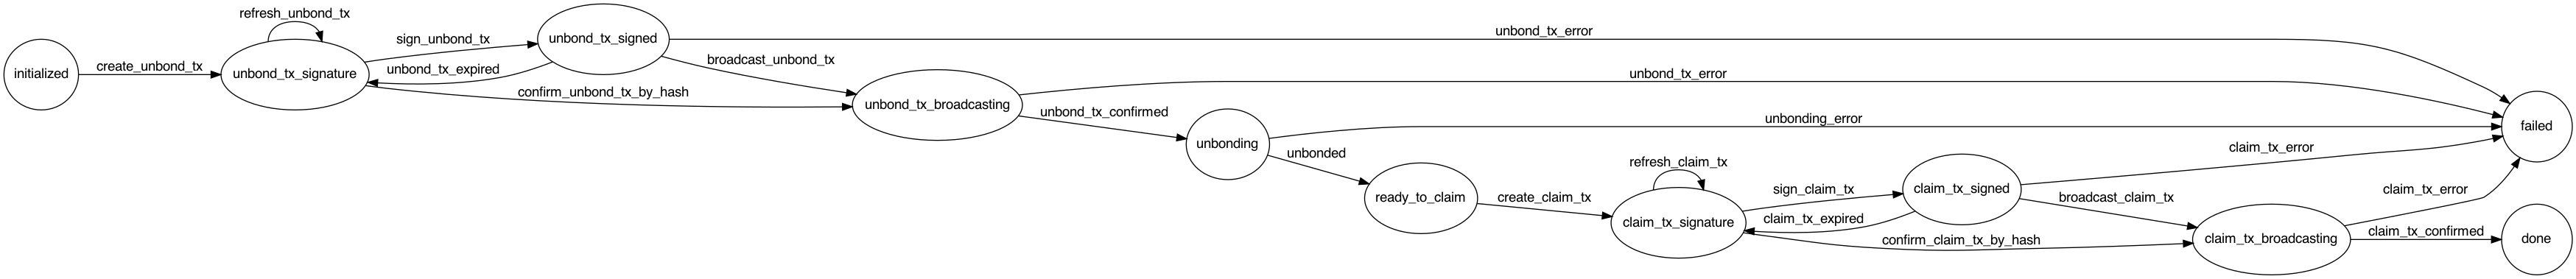 refresh_unbond_tx
initialized
create_unbond_tx
unbond_tx_signature
sign_unbond_tx
unbond_tx_expired
confirm_unbond_tx_by_hash
unbond_tx_signed
unbond_tx_error
broadcast_unbond_tx
unbond_tx_broadcasting
unbond_tx_error
unbond_tx_confirmed
unbonding
unbonding_error
unbonded
ready_to_claim
create_claim_tx
refresh_claim_tx
claim_tx_signature
sign_claim_tx
claim_tx_expired
confirm_claim_tx_by_hash
claim_tx_signed
claim_tx_error
broadcast_claim_tx
claim_tx_broadcasting
claim_tx_error
claim_tx_confirmed
failed
done